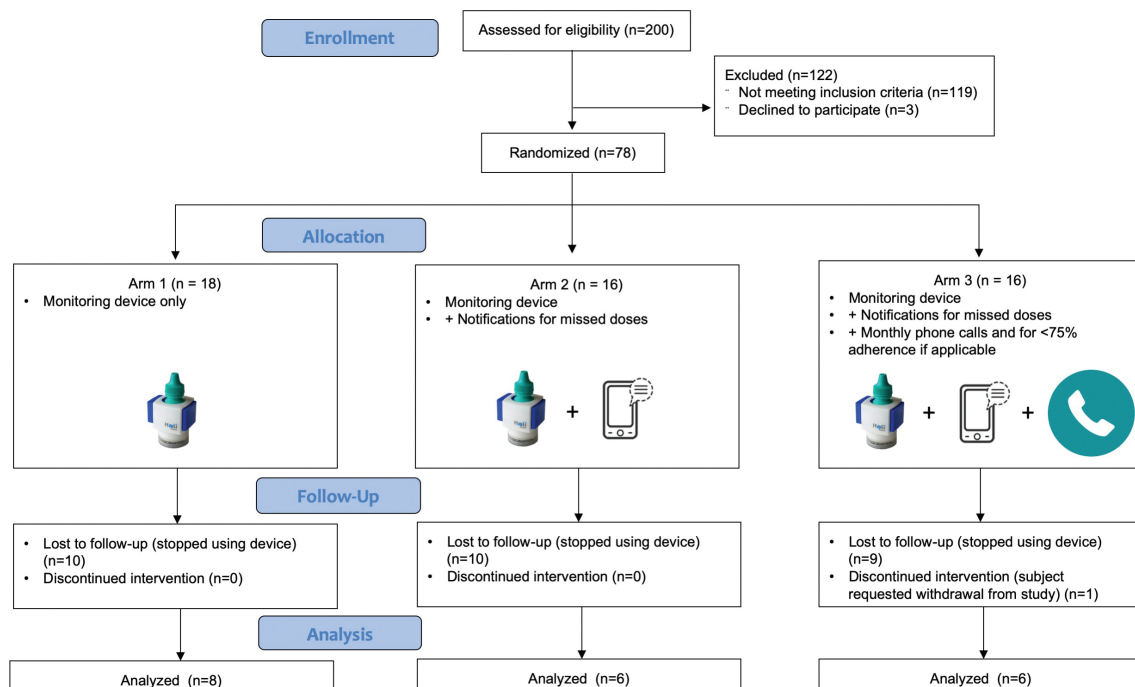 Enrollment
Assessed for eligibility (n=200)
Excluded (n=122)
¨ Not meeting inclusion criteria (n=119)
¨ Declined to participate (n=3)
Randomized (n=78)
Allocation
Arm 1 (n = 18)
• Monitoring device only
Arm 2 (n = 16)
• Monitoring device
• + Notifications for missed doses
+
Arm 3 (n = 16)
• Monitoring device
• + Notifications for missed doses
• + Monthly phone calls and for <75%
adherence if applicable
+ +
Follow-Up
• Lost to follow-up (stopped using device)
(n=10)
• Discontinued intervention (n=0)
• Lost to follow-up (stopped using device)
(n=10)
• Discontinued intervention (n=0)
• Lost to follow-up (stopped using device)
(n=9)
• Discontinued intervention (subject
requested withdrawal from study) (n=1)
Analysis
Analyzed (n=8)
Analyzed (n=6)
Analyzed (n=6)